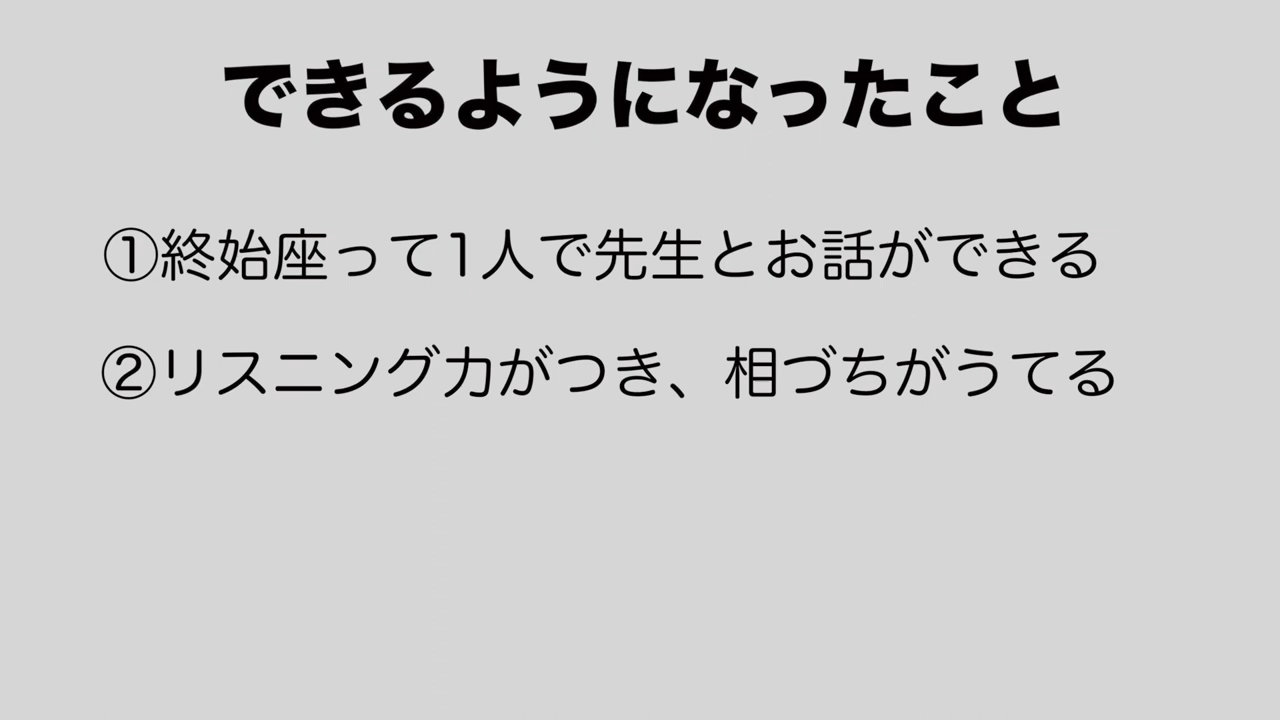 できるようになったこと
①終始座って1人で先生とお話ができる
②リスニング力がつき、相づちがうてる